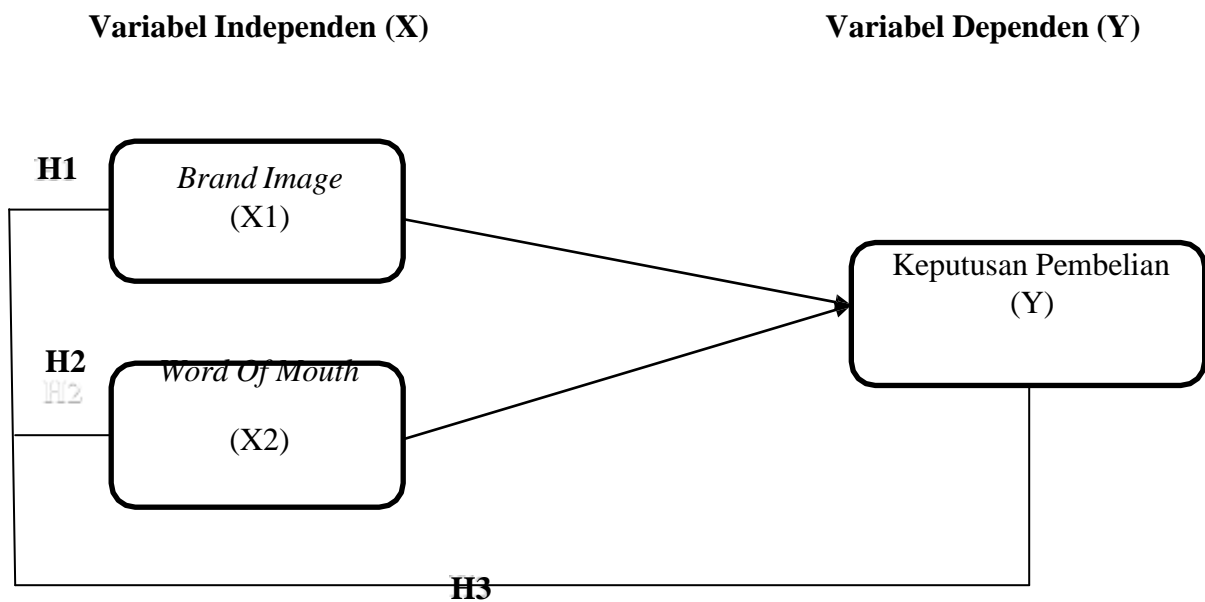 Variabel Independen (X)
Variabel Dependen (Y)
H1
Brand Image
(X1)
Keputusan Pembelian
(Y)
H2
H2
Word Of Mouth
(X2)
H3